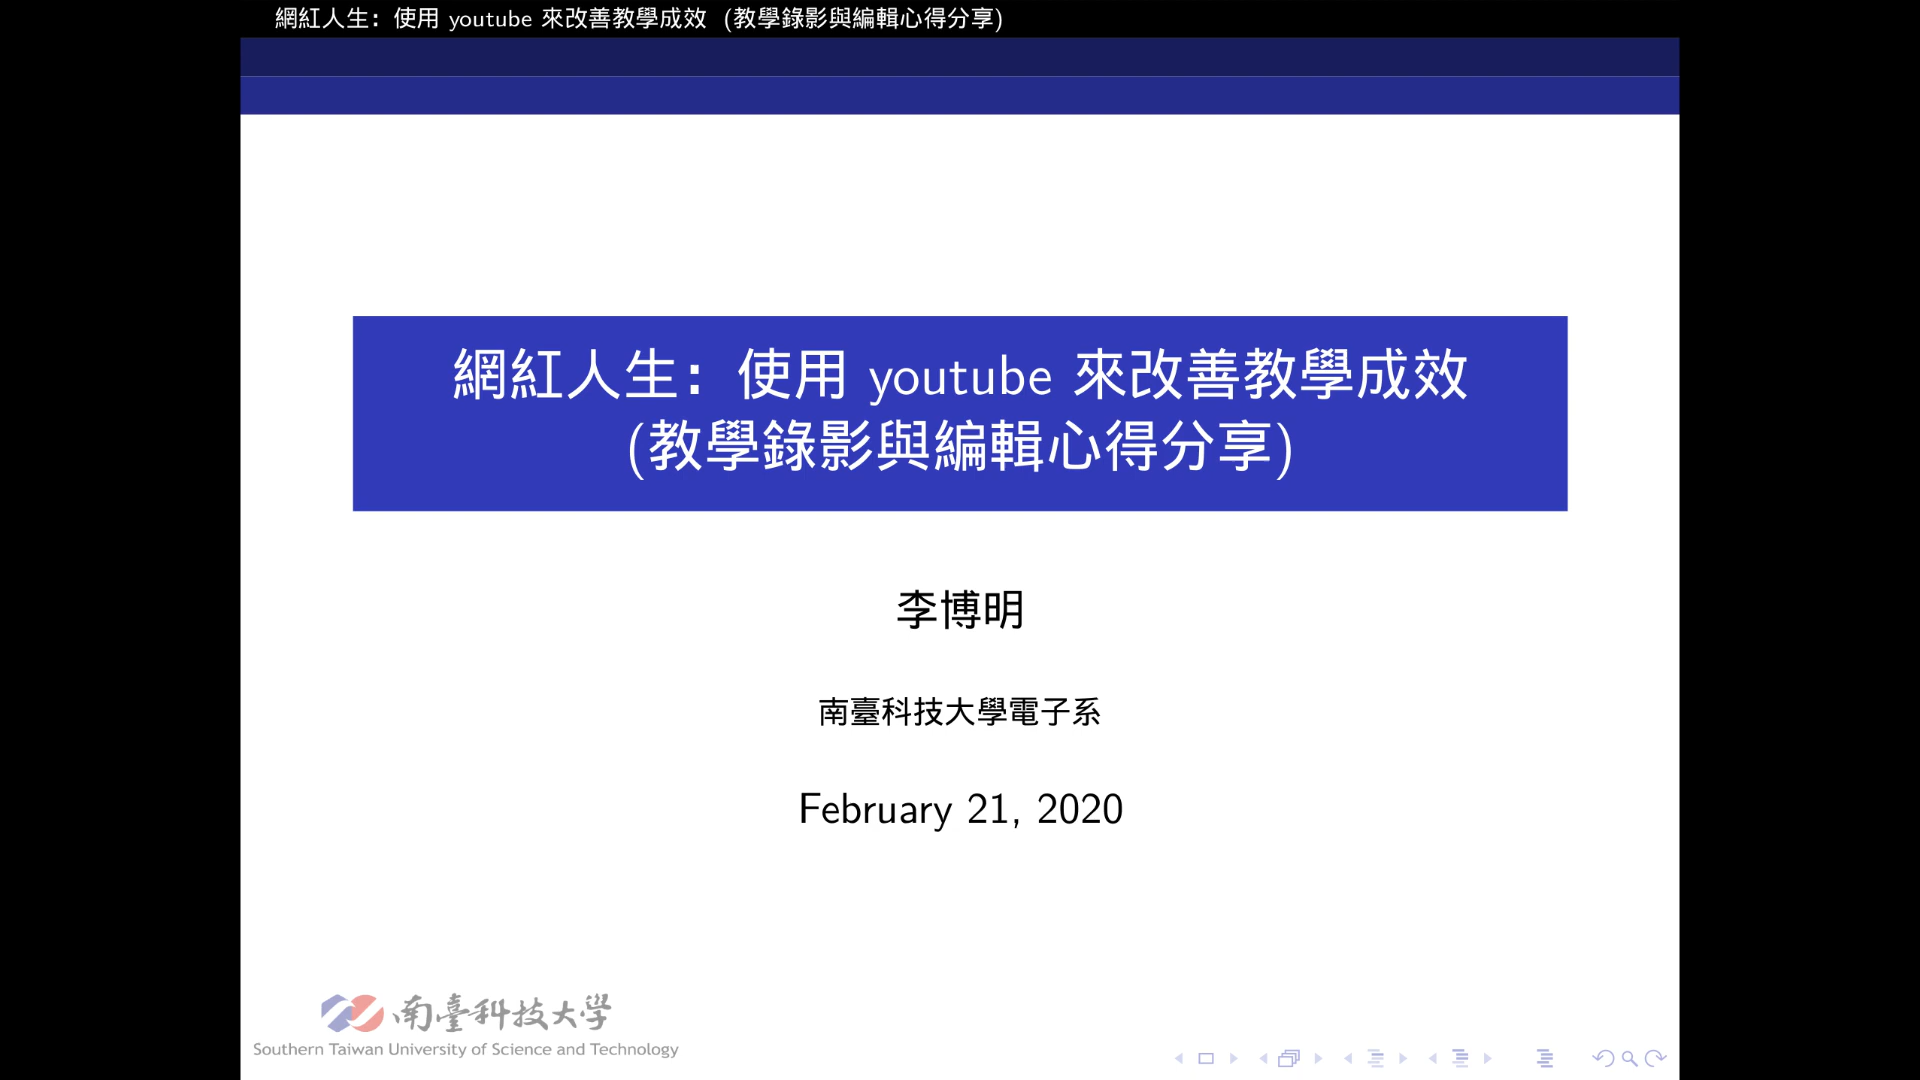 網紅人生：使用 youtube 來改善教學成效 (教學錄影與編輯心得分享)
網紅人生：使用 youtube 來改善教學成效
(教學錄影與編輯心得分享)
李博明
南臺科技大學電子系
February 21, 2020
南臺科技大學
Southern Taiwan University of Science and Technology